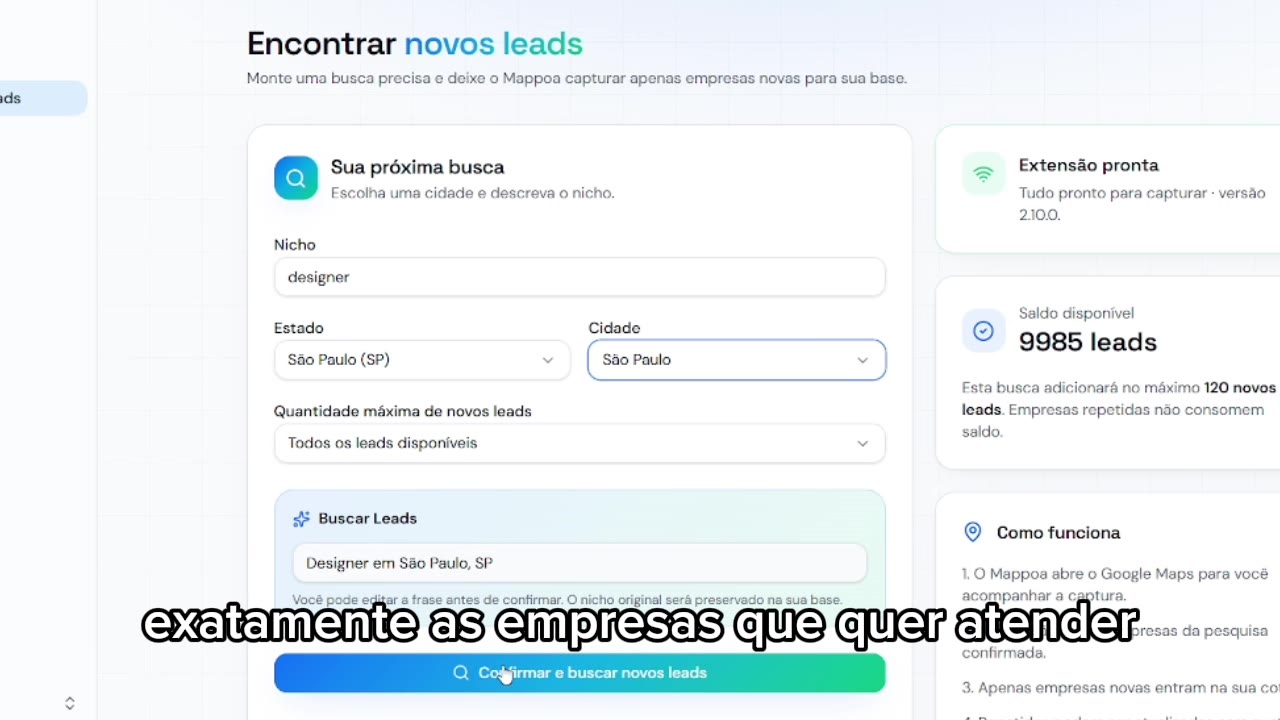 Encontrar novos leads
Monte uma busca precisa e deixe o Mappoa capturar apenas empresas novas para sua base.
Sua próxima busca
Escolha uma cidade e descreva o nicho.
Nicho
designer
Estado
Cidade
São Paulo (SP)
São Paulo
Quantidade máxima de novos leads
Todos os leads disponíveis
Buscar Leads
Designer em São Paulo, SP
Você pode editar a frase antes de confirmar. O nicho original será preservado na sua base.
exatamente as empresas que quer atender
Confirmar e buscar novos leads
Extensão pronta
Tudo pronto para capturar · versão
2.10.0.
Saldo disponível
9985 leads
Esta busca adicionará no máximo 120 novos
leads. Empresas repetidas não consomem
saldo.
Como funciona
1. O Mappoa abre o Google Maps para você
acompanhar a captura.
da pesquisa
confirmada.
3. Apenas empresas novas entram na sua